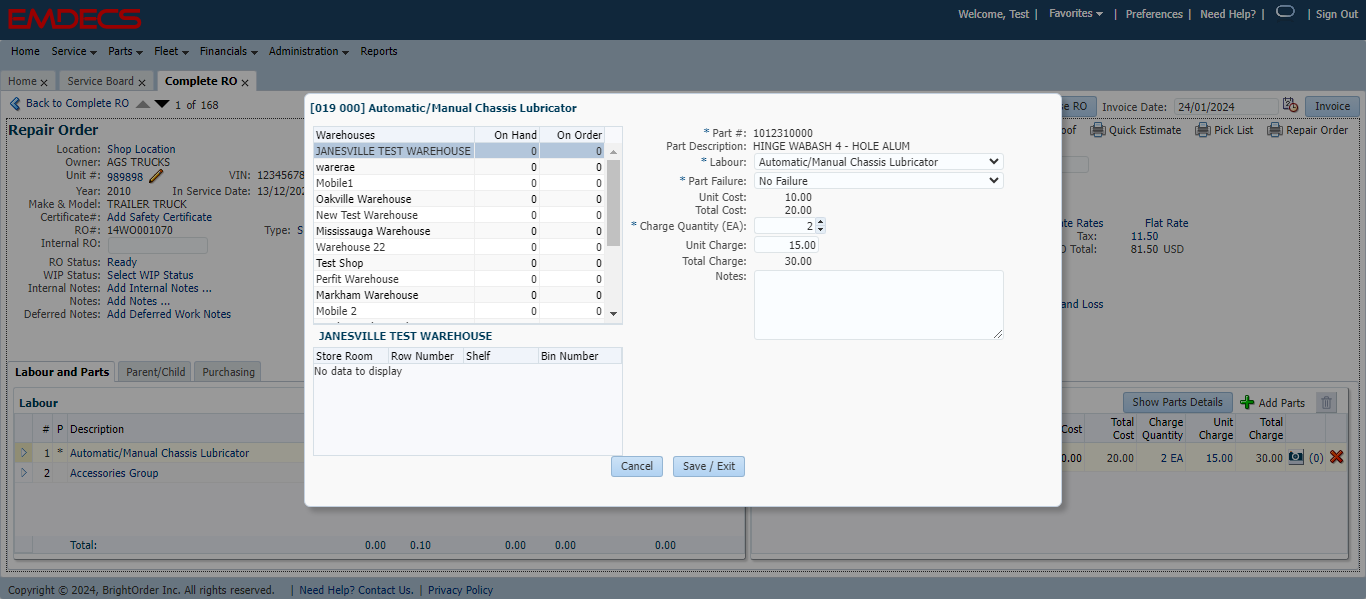 EMDECS
Welcome, Test | Favorites | Preferences | Need Help? | | Sign Out
Home Service Parts Fleet Financials Administration Reports
Home x Service Board x Complete RO x
Back to Complete RO 1 of 168
RO Invoice Date: 24/01/2024 Invoice
Repair Order
Quick Estimate Pick List Repair Order
Location: Shop Location
Owner: AGS TRUCKS
Unit #: 989898 VIN: 12345678
Year: 2010 In Service Date: 13/12/202
Make & Model: TRAILER TRUCK
Certificate#: Add Safety Certificate
RO#: 14WO001070 Type: S
Internal RO:
RO Status: Ready
WIP Status: Select WIP Status
Internal Notes: Add Internal Notes ...
Notes: Add Notes ...
Deferred Notes: Add Deferred Work Notes
Rates Flat Rate
Tax: 11.50
Total: 81.50 USD
and Loss
[019 000] Automatic/Manual Chassis Lubricator
Warehouses On Hand On Order
JANESVILLE TEST WAREHOUSE 0 0
warerae 0 0
Mobile1 0 0
Oakville Warehouse 0 0
New Test Warehouse 0 0
Mississauga Warehouse 0 0
Warehouse 22 0 0
Test Shop 0 0
Perfit Warehouse 0 0
Markham Warehouse 0 0
Mobile 2 0 0
JANESVILLE TEST WAREHOUSE
Store Room Row Number Shelf Bin Number
No data to display
* Part #: 1012310000
Part Description: HINGE WABASH 4 - HOLE ALUM
* Labour: Automatic/Manual Chassis Lubricator
* Part Failure: No Failure
Unit Cost: 10.00
Total Cost: 20.00
* Charge Quantity (EA): 2
Unit Charge: 15.00
Total Charge: 30.00
Notes:
Cancel Save / Exit
Labour and Parts Parent/Child Purchasing
Labour
# P Description
1 * Automatic/Manual Chassis Lubricator
2 Accessories Group
Total: 0.00 0.10 0.00 0.00 0.00
Show Parts Details Add Parts
Cost Total Cost Charge Quantity Unit Charge Total Charge
0.00 20.00 2 EA 15.00 30.00 (0)
Copyright © 2024, BrightOrder Inc. All rights reserved. | Need Help? Contact Us. | Privacy Policy